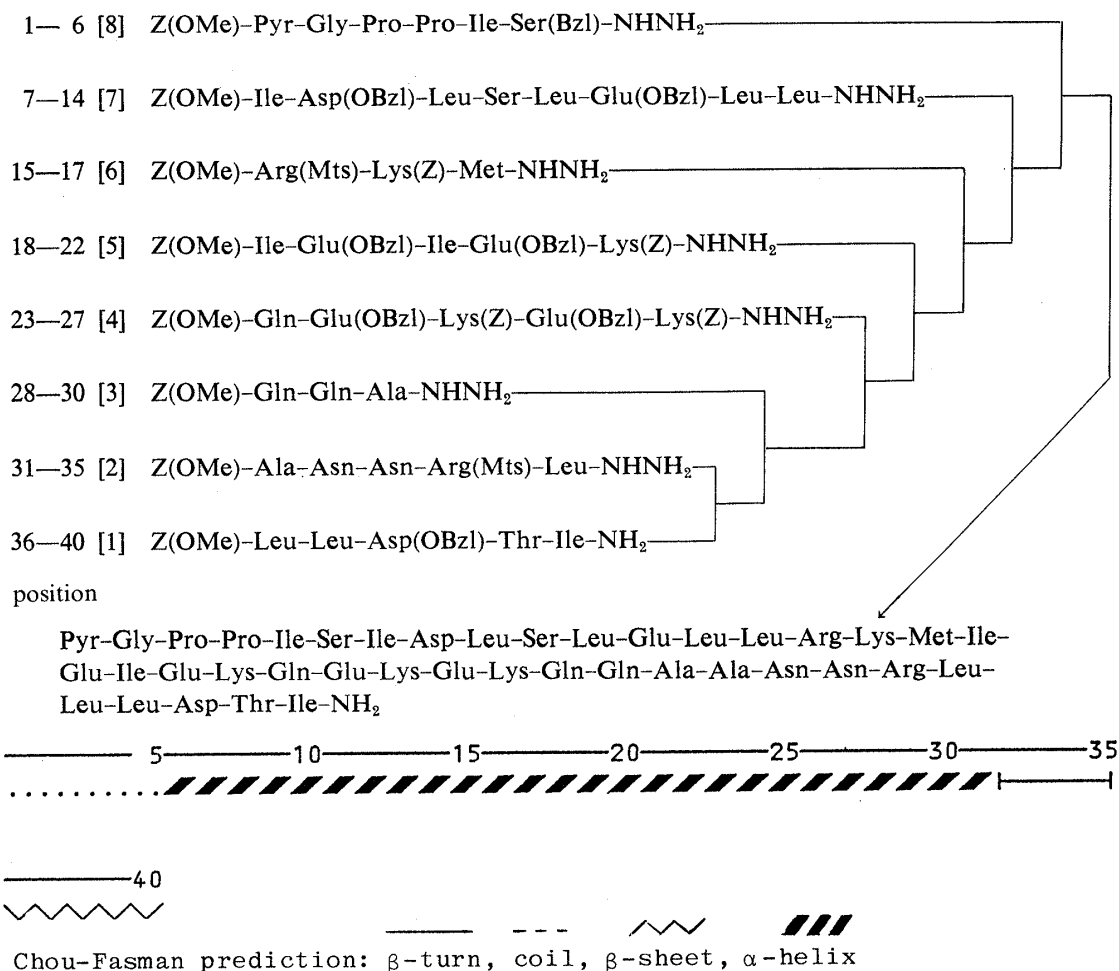 1— 6 [8] Z(OMe)–Pyr–Gly–Pro–Pro–Ile–Ser(Bzl)–NHNH₂
7—14 [7] Z(OMe)–Ile–Asp(OBzl)–Leu–Ser–Leu–Glu(OBzl)–Leu–Leu–NHNH₂
15—17 [6] Z(OMe)–Arg(Mts)–Lys(Z)–Met–NHNH₂
18—22 [5] Z(OMe)–Ile–Glu(OBzl)–Ile–Glu(OBzl)–Lys(Z)–NHNH₂
23—27 [4] Z(OMe)–Gln–Glu(OBzl)–Lys(Z)–Glu(OBzl)–Lys(Z)–NHNH₂
28—30 [3] Z(OMe)–Gln–Gln–Ala–NHNH₂
31—35 [2] Z(OMe)–Ala–Asn–Asn–Arg(Mts)–Leu–NHNH₂
36—40 [1] Z(OMe)–Leu–Leu–Asp(OBzl)–Thr–Ile–NH₂
position
Pyr–Gly–Pro–Pro–Ile–Ser–Ile–Asp–Leu–Ser–Leu–Glu–Leu–Leu–Arg–Lys–Met–Ile–
Glu–Ile–Glu–Lys–Gln–Glu–Lys–Glu–Lys–Gln–Gln–Ala–Ala–Asn–Asn–Arg–Leu–
Leu–Leu–Asp–Thr–Ile–NH₂
5 10 15 20 25 30 35
40
Chou-Fasman prediction: β-turn, coil, β-sheet, α-helix